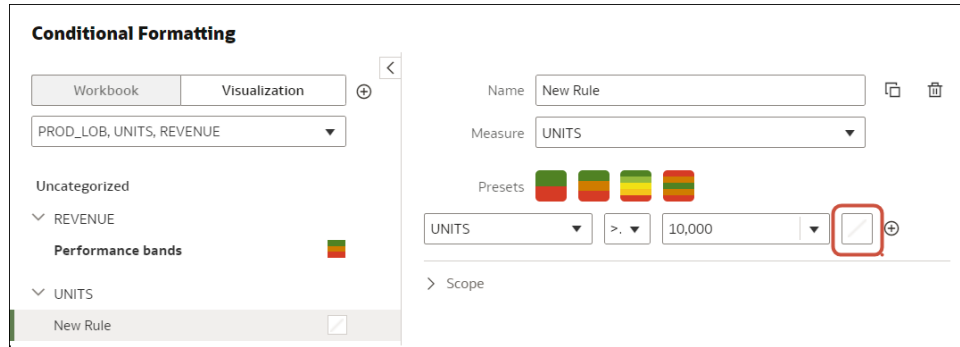 Conditional Formatting
Workbook
Visualization
PROD_LOB, UNITS, REVENUE
Uncategorized
REVENUE
Performance bands
UNITS
New Rule
Name
New Rule
Measure
UNITS
Presets
UNITS
>.
10,000
Scope